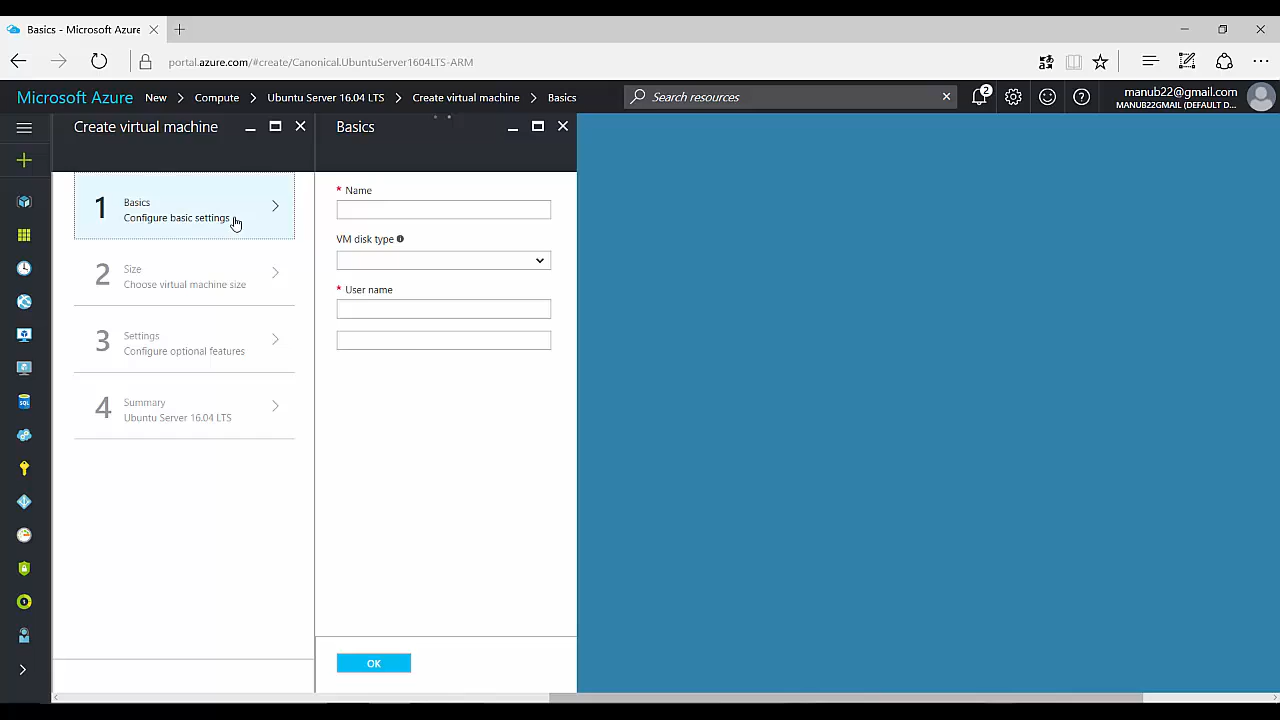 Basics - Microsoft Azure
portal.azure.com/#create/Canonical.UbuntuServer1604LTS-ARM
Microsoft Azure New Compute Ubuntu Server 16.04 LTS Create virtual machine Basics
Search resources
2
manub22@gmail.com
MANUB22GMAIL (DEFAULT D...
Create virtual machine
1
Basics
Configure basic settings
2
Size
Choose virtual machine size
3
Settings
Configure optional features
4
Summary
Ubuntu Server 16.04 LTS
Basics
* Name
VM disk type
* User name
OK
SQL